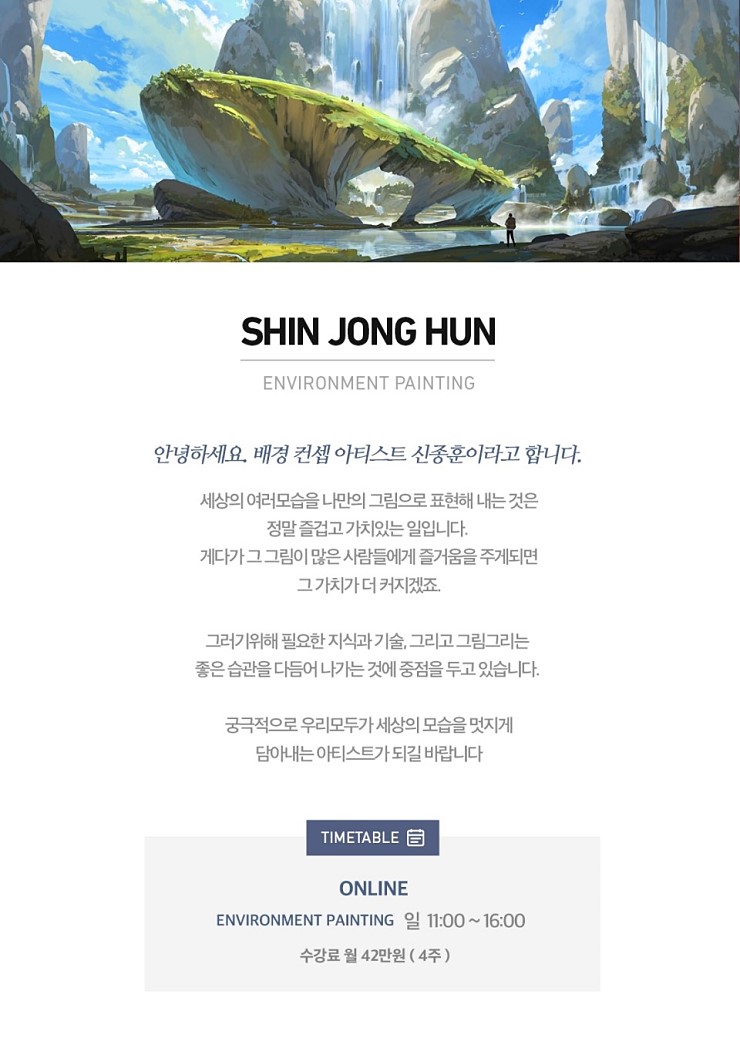 SHIN JONG HUN
ENVIRONMENT PAINTING
안녕하세요. 배경 컨셉 아티스트 신종훈이라고 합니다.
세상의 여러모습을 나만의 그림으로 표현해 내는 것은
정말 즐겁고 가치있는 일입니다.
게다가 그 그림이 많은 사람들에게 즐거움을 주게되면
그 가치가 더 커지겠죠.
그러기위해 필요한 지식과 기술, 그리고 그림그리는
좋은 습관을 다듬어 나가는 것에 중점을 두고 있습니다.
궁극적으로 우리모두가 세상의 모습을 멋지게
담아내는 아티스트가 되길 바랍니다
TIMETABLE
ONLINE
ENVIRONMENT PAINTING 일 11:00 ~ 16:00
수강료 월 42만원 ( 4주 )